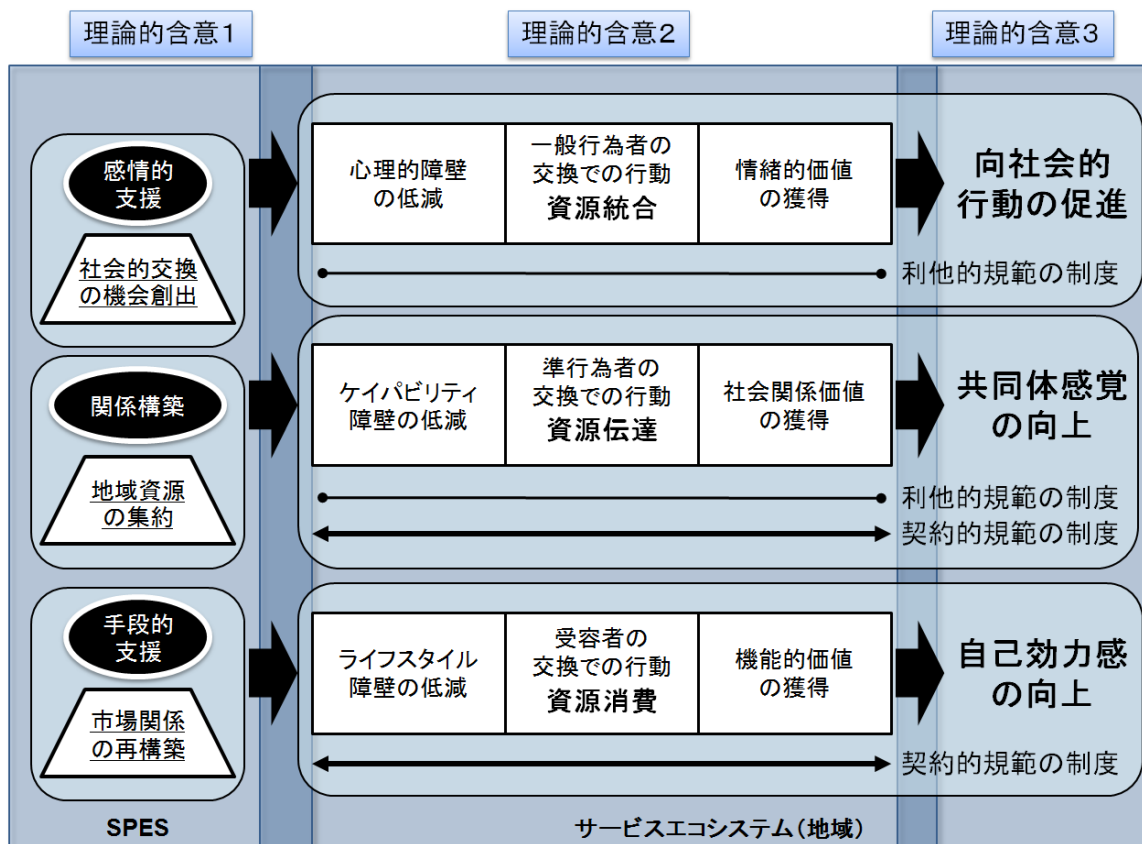 理論的含意1
理論的含意2
理論的含意3
感情的
支援
社会的交換
の機会創出
心理的障壁
の低減
一般行為者の
交換での行動
資源統合
情緒的価値
の獲得
向社会的
行動の促進
利他的規範の制度
関係構築
地域資源
の集約
ケイパビリティ
障壁の低減
準行為者の
交換での行動
資源伝達
社会関係価値
の獲得
共同体感覚
の向上
利他的規範の制度
契約的規範の制度
手段的
支援
市場関係
の再構築
ライフスタイル
障壁の低減
受容者の
交換での行動
資源消費
機能的価値
の獲得
自己効力感
の向上
契約的規範の制度
SPES
サービスエコシステム(地域)